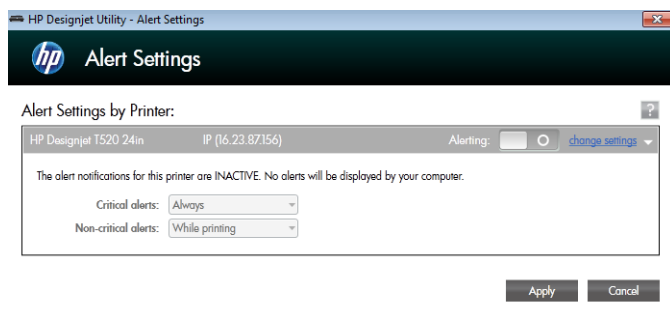 HP Designjet Utility - Alert Settings
hp Alert Settings
Alert Settings by Printer: ?
HP Designjet T520 24in IP (16.23.87.156) Alerting: O change settings
The alert notifications for this printer are INACTIVE. No alerts will be displayed by your computer.
Critical alerts: Always
Non-critical alerts: While printing
Apply Cancel